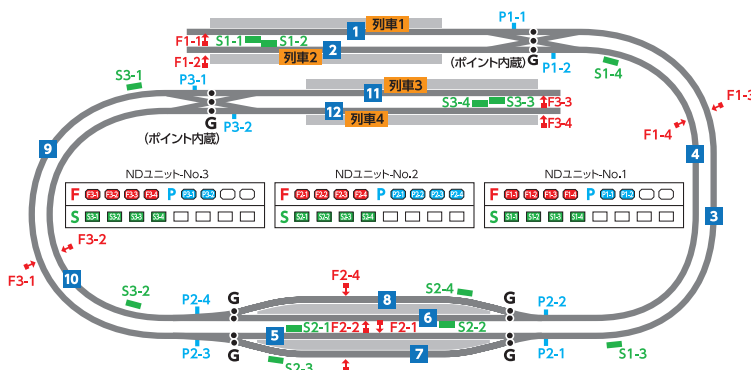 列車1
P1-1
1
F1-1
S1-1
S1-2
G
2
G
P1-2
S1-4
列車2
(ポイント内蔵)
F1-2
S3-1
P3-1
列車3
11
F1-3
S3-4
S3-3
F3-3
12
G
P3-2
列車4
F3-4
F1-4
(ポイント内蔵)
9
4
NDユニット-No.3
NDユニット-No.2
NDユニット-No.1
F F3-1 F3-2 F3-3 F3-4 P P3-1 P3-2
F F2-1 F2-2 F2-3 F2-4 P P2-1 P2-2 P2-3 P2-4
F F1-1 F1-2 F1-3 F1-4 P P1-1 P1-2
S S3-1 S3-2 S3-3 S3-4
S S2-1 S2-2 S2-3 S2-4
S S1-1 S1-2 S1-3 S1-4
3
F3-2
F3-1
10
F2-4
S3-2
P2-4
G
8
S2-4
G
P2-2
6
5
S2-1
F2-2
F2-1
S2-2
P2-3
G
7
G
P2-1
S1-3
S2-3